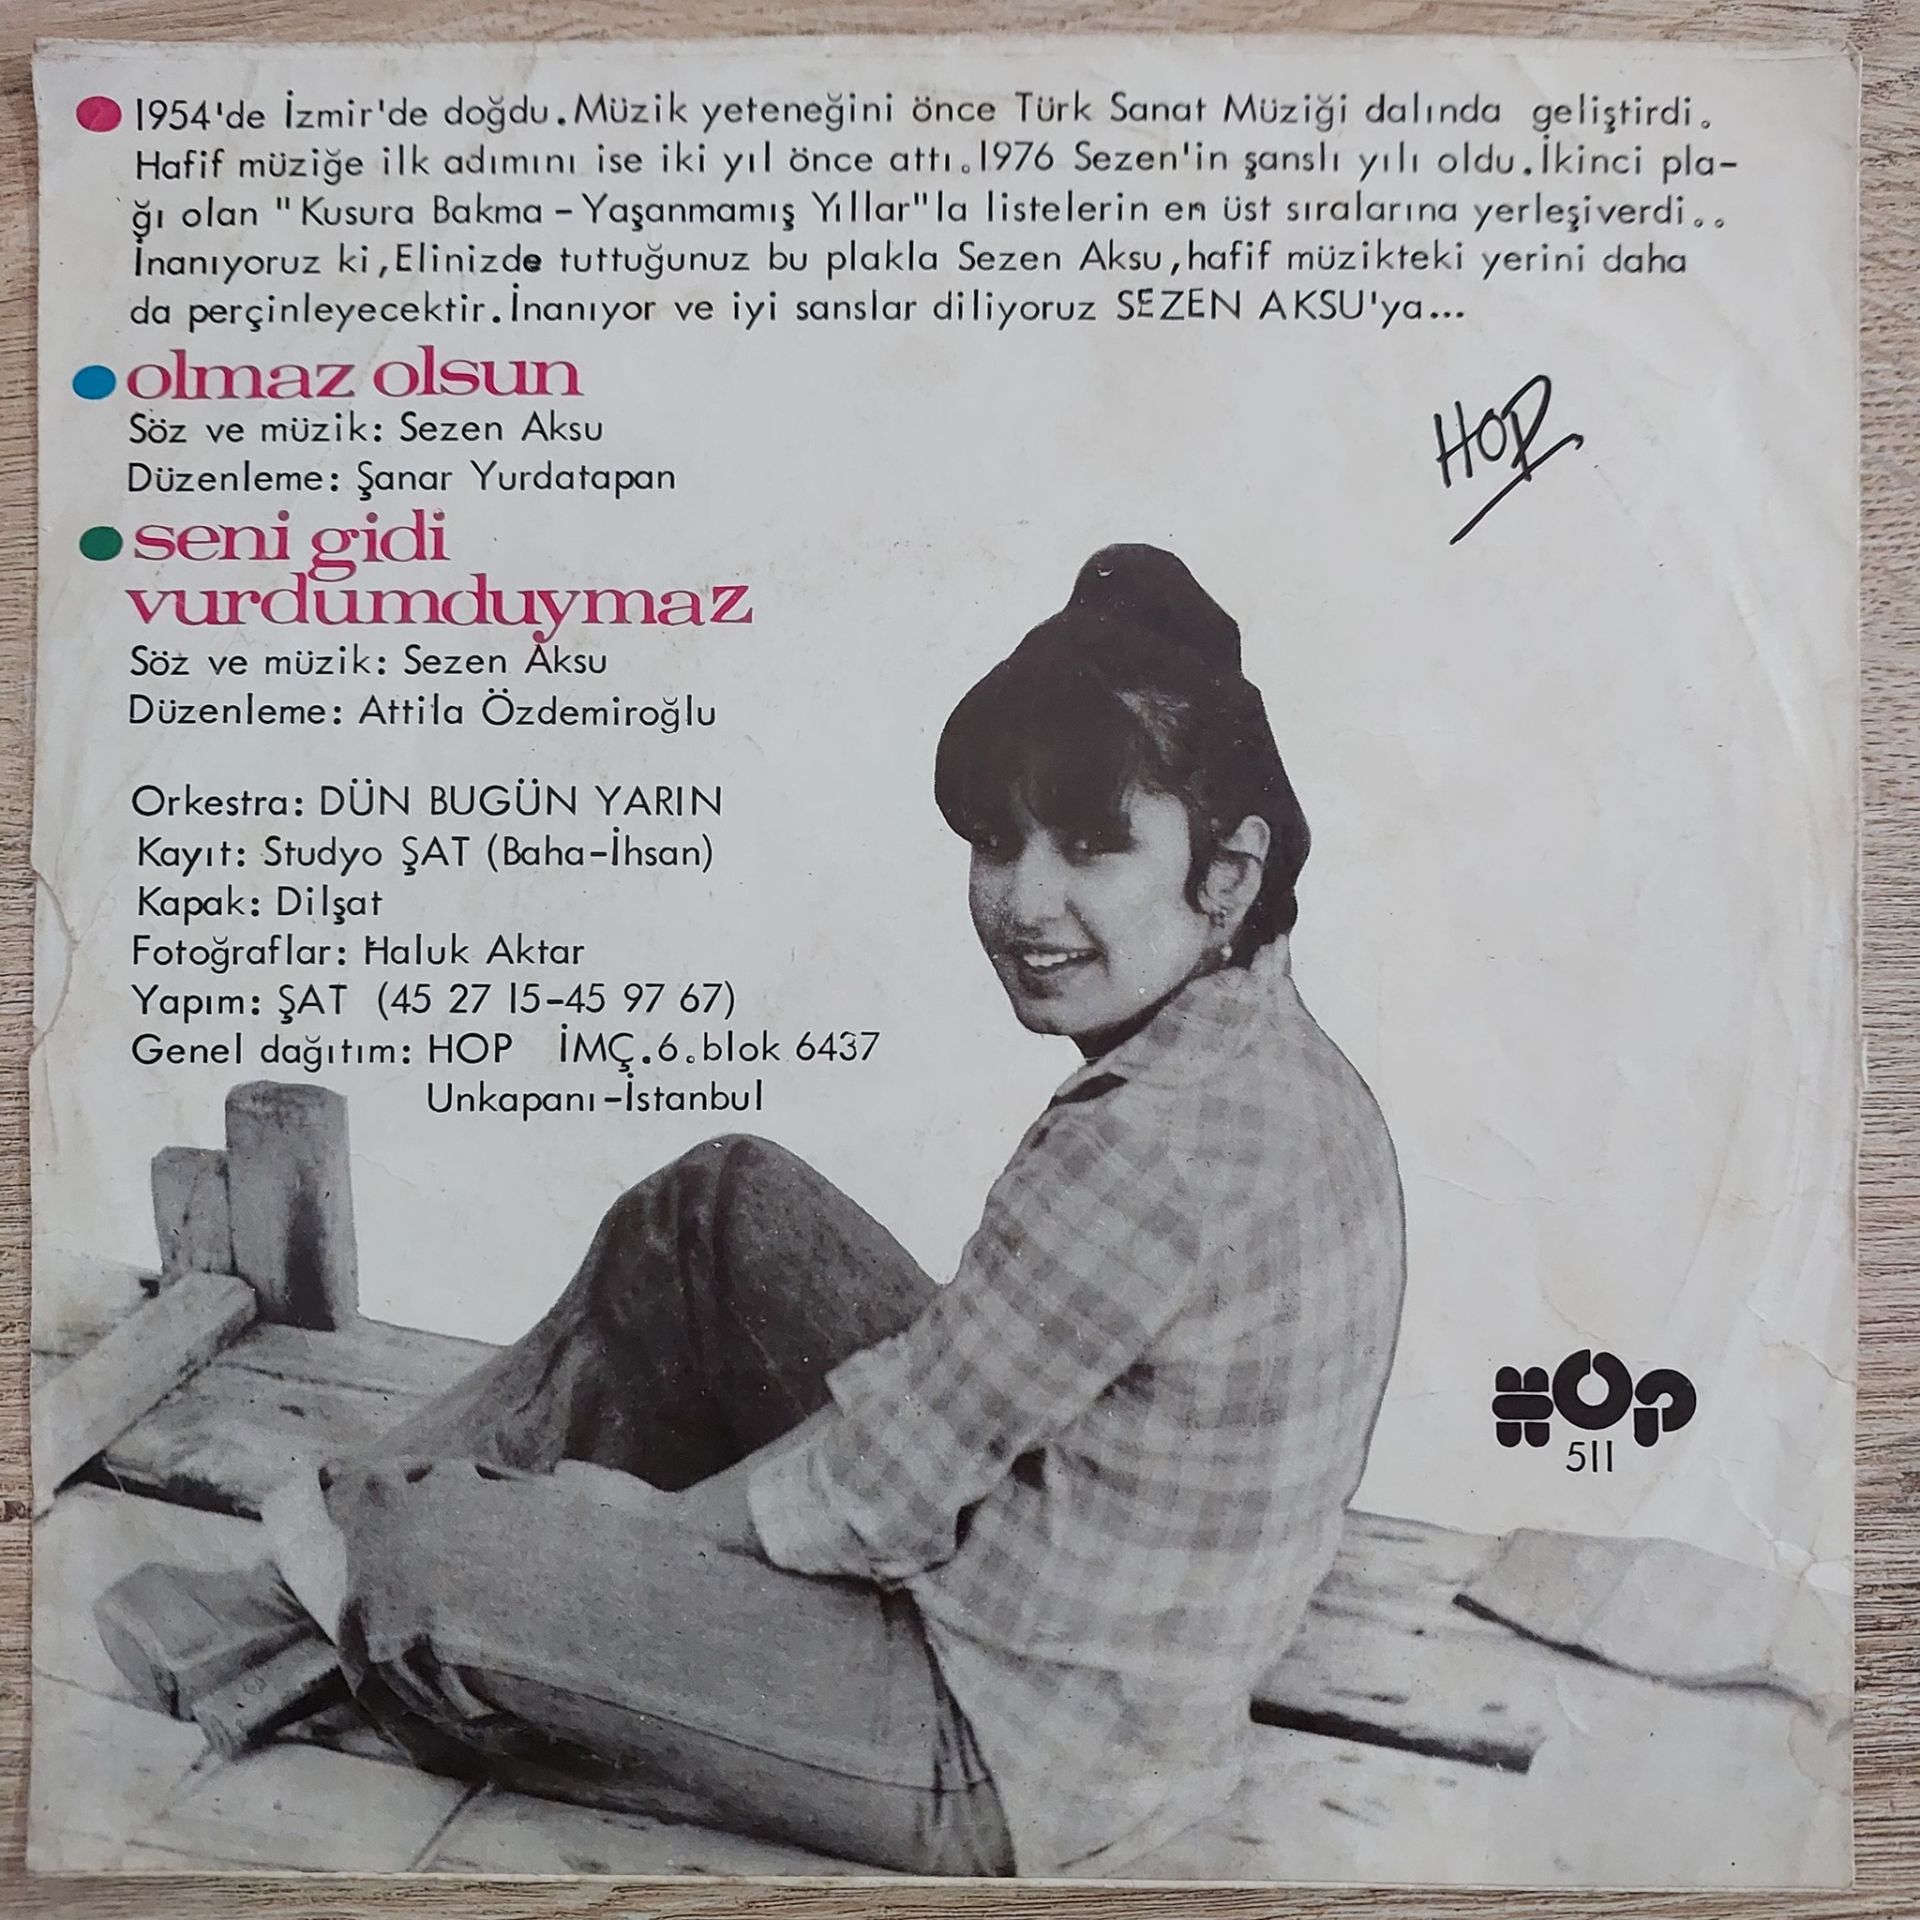 1954'de İzmir'de doğdu.Müzik yeteneğini önce Türk Sanat Müziği dalında geliştirdi.
Hafif müziğe ilk adımını ise iki yıl önce attı.1976 Sezen'in şanslı yılı oldu.İkinci pla-
ğı olan "Kusura Bakma - Yaşanmamış Yıllar"la listelerin en üst sıralarına yerleşiverdi..
İnanıyoruz ki,Elinizde tuttuğunuz bu plakla Sezen Aksu,hafif müzikteki yerini daha
da perçinleyecektir.İnanıyor ve iyi sanslar diliyoruz SEZEN AKSU'ya...
olmaz olsun
Söz ve müzik: Sezen Aksu
Düzenleme: Şanar Yurdatapan
HOP
seni gidi
vurdumduymaz
Söz ve müzik: Sezen Aksu
Düzenleme: Attila Özdemiroğlu
Orkestra: DÜN BUGÜN YARIN
Kayıt: Studyo ŞAT (Baha-İhsan)
Kapak: Dilşat
Fotoğraflar: Haluk Aktar
Yapım: ŞAT (45 27 15-45 97 67)
Genel dağıtım: HOP İMÇ.6.blok 6437
Unkapanı-İstanbul
HOP
511